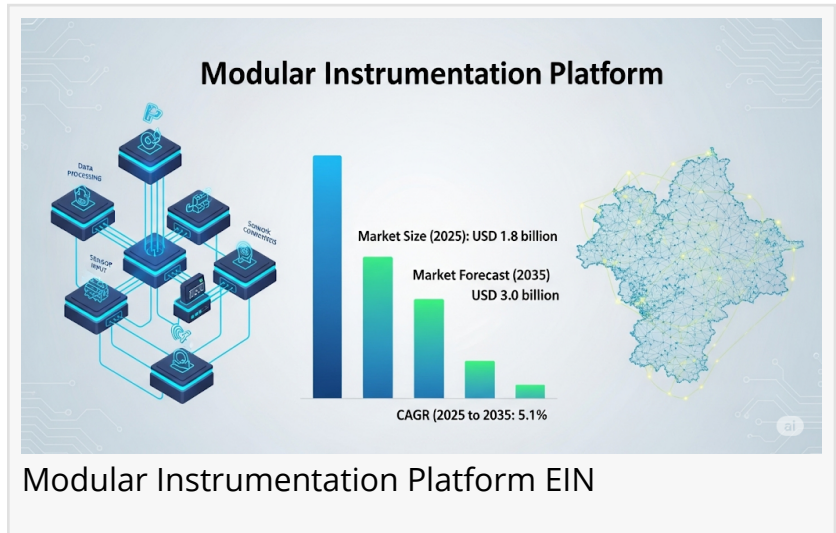 Modular Instrumentation Platform
DATA
PROCESSING
SENSOR
INPUT
Market Size (2025): USD 1.8 billion
Market Forecast (2035)
USD 3.0 billion
CAGR (2025 to 2035: 5.1%
ai
Modular Instrumentation Platform EIN